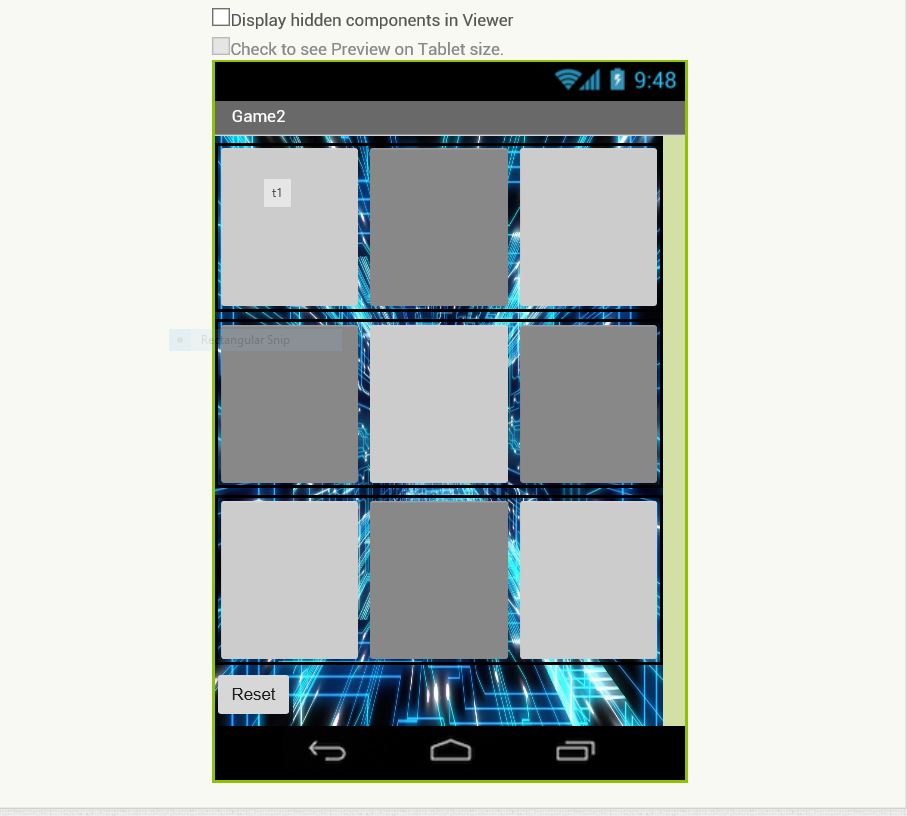 Display hidden components in Viewer
Check to see Preview on Tablet size.
9:48
Game2
t1
Rectangular Snip
Reset